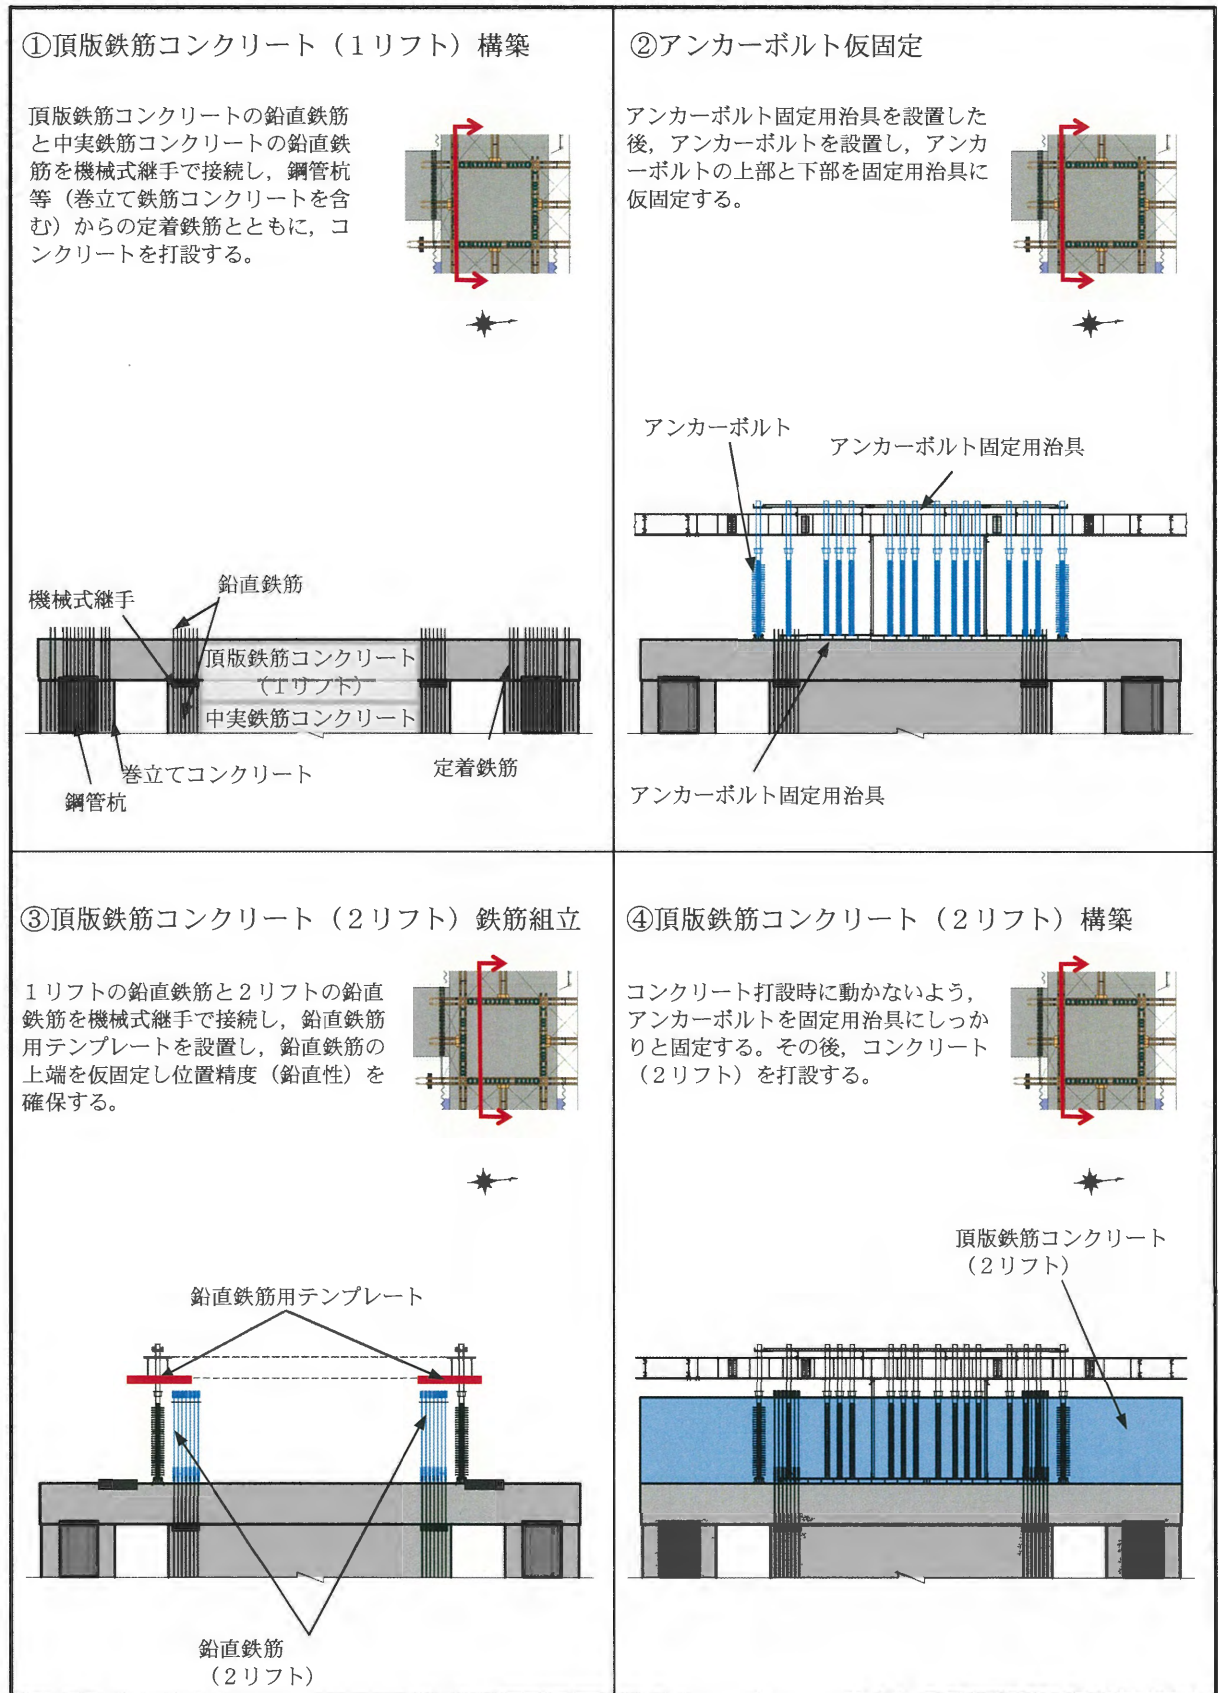 ①頂版鉄筋コンクリート（１リフト）構築
頂版鉄筋コンクリートの鉛直鉄筋
と中実鉄筋コンクリートの鉛直鉄
筋を機械式継手で接続し，鋼管杭
等（巻立て鉄筋コンクリートを含
む）からの定着鉄筋とともに，コ
ンクリートを打設する。
鉛直鉄筋
機械式継手
頂版鉄筋コンクリート
（１リフト）
中実鉄筋コンクリート
巻立てコンクリート
定着鉄筋
鋼管杭
②アンカーボルト仮固定
アンカーボルト固定用治具を設置した
後，アンカーボルトを設置し，アンカ
ーボルトの上部と下部を固定用治具に
仮固定する。
アンカーボルト
アンカーボルト固定用治具
アンカーボルト固定用治具
③頂版鉄筋コンクリート（２リフト）鉄筋組立
１リフトの鉛直鉄筋と２リフトの鉛直
鉄筋を機械式継手で接続し，鉛直鉄筋
用テンプレートを設置し，鉛直鉄筋の
上端を仮固定し位置精度（鉛直性）を
確保する。
鉛直鉄筋用テンプレート
鉛直鉄筋
（２リフト）
④頂版鉄筋コンクリート（２リフト）構築
コンクリート打設時に動かないよう，
アンカーボルトを固定用治具にしっか
りと固定する。その後，コンクリート
（２リフト）を打設する。
頂版鉄筋コンクリート
（２リフト）